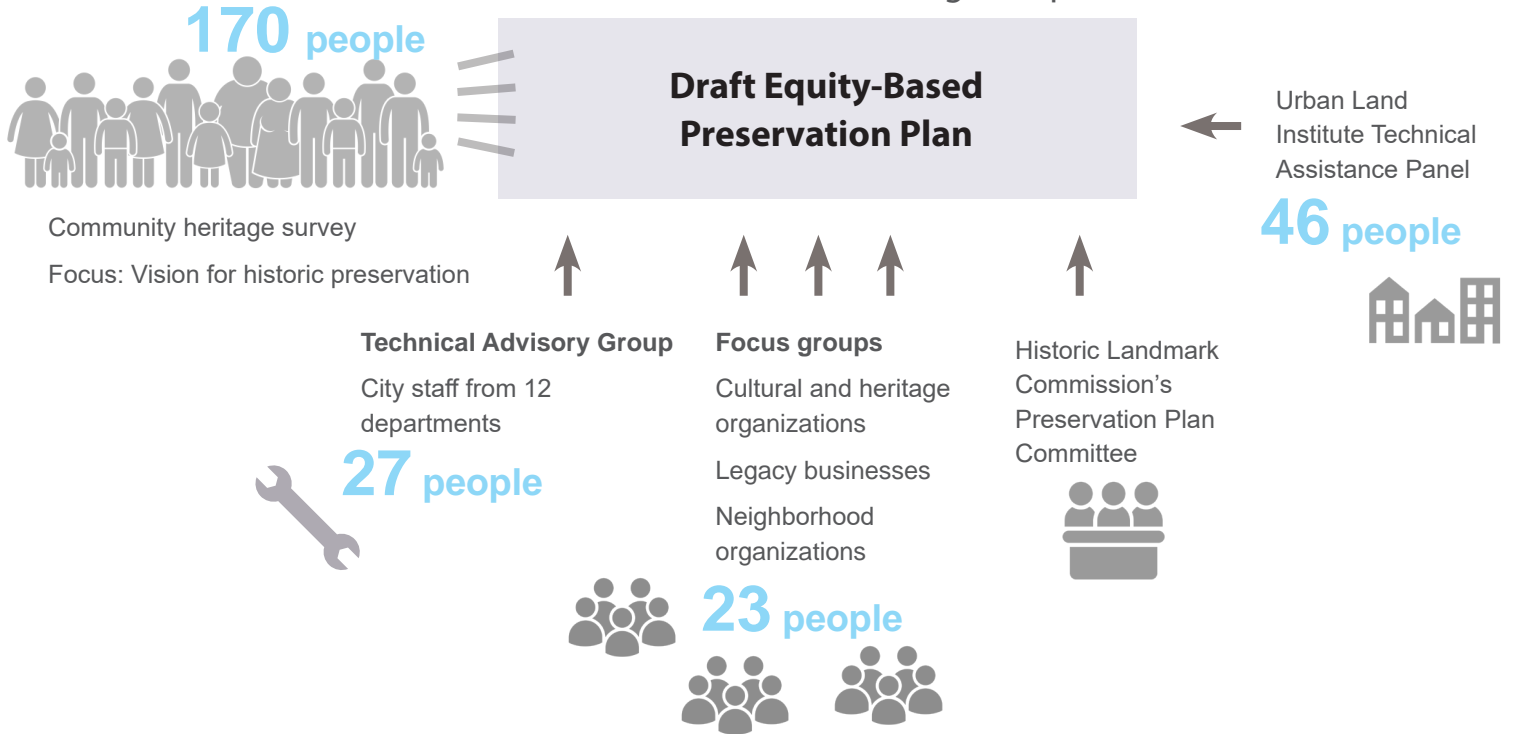 170 people
Draft Equity-Based
Preservation Plan
Community heritage survey
Focus: Vision for historic preservation
Urban Land
Institute Technical
Assistance Panel
46 people
Technical Advisory Group
City staff from 12
departments
27 people
Focus groups
Cultural and heritage
organizations
Legacy businesses
Neighborhood
organizations
23 people
Historic Landmark
Commission’s
Preservation Plan
Committee